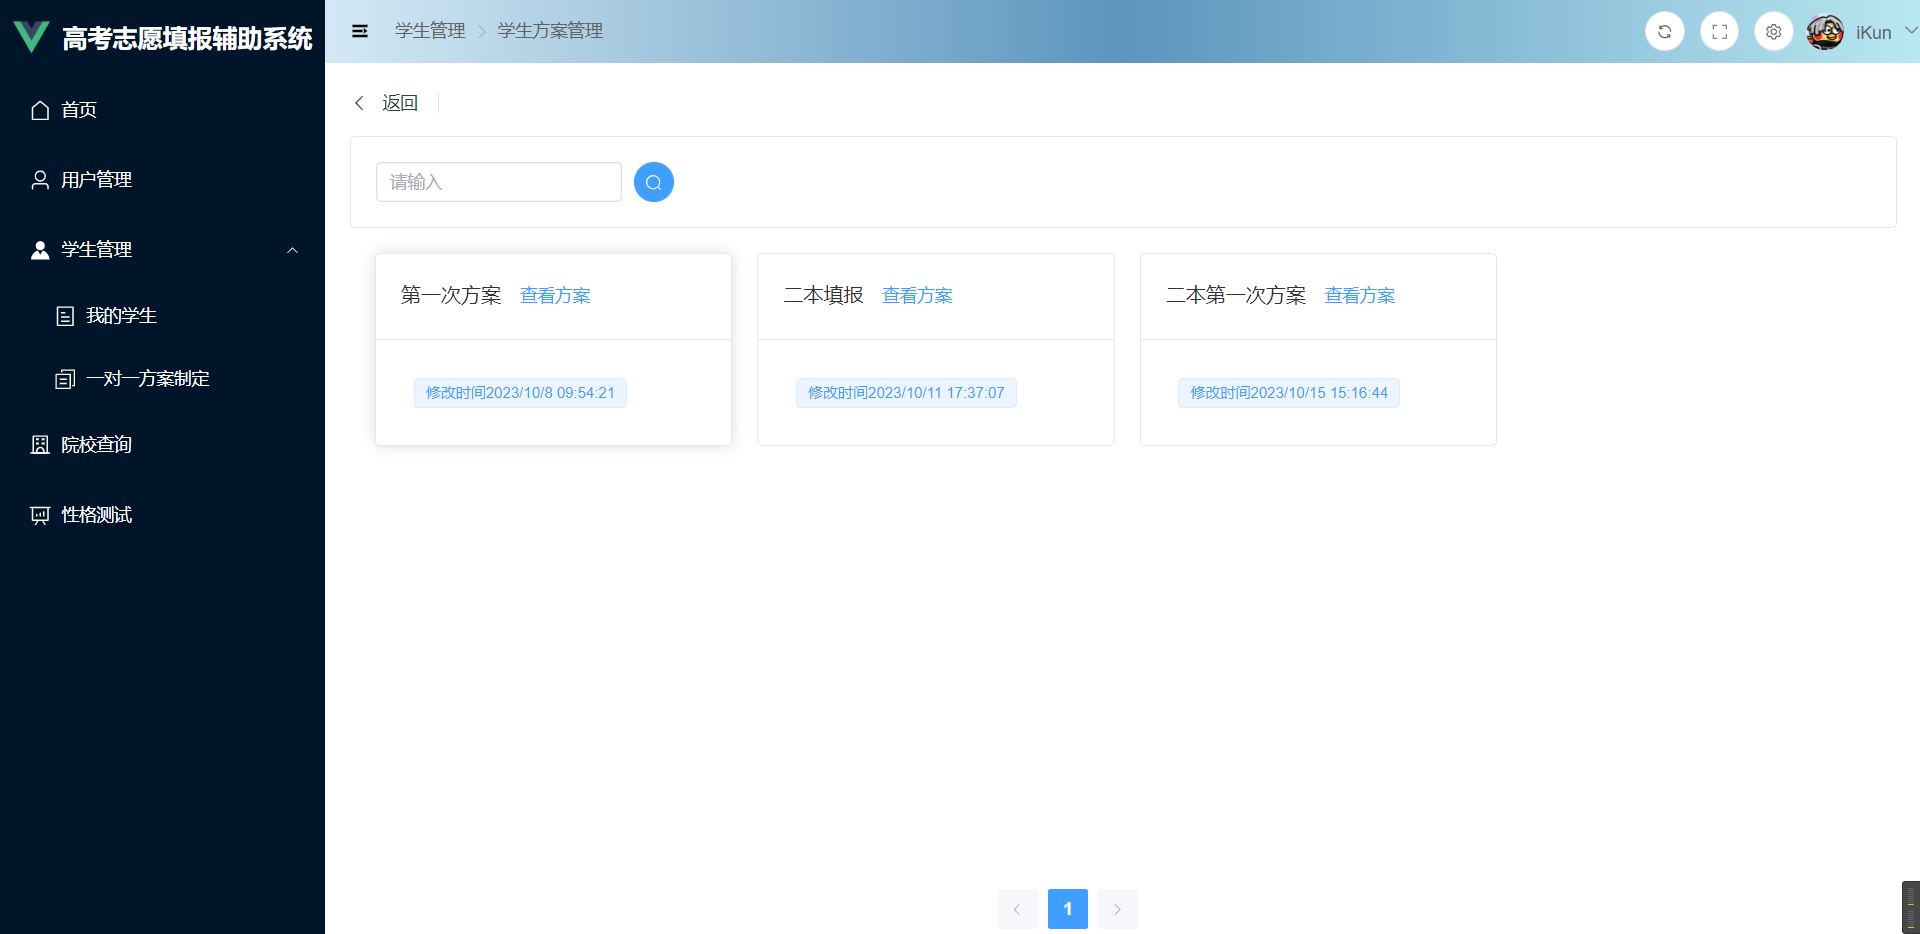 高考志愿填报辅助系统
首页
用户管理
学生管理
我的学生
一对一方案制定
院校查询
性格测试
学生管理 学生方案管理
iKun
返回
请输入
第一次方案 查看方案
修改时间2023/10/8 09:54:21
二本填报 查看方案
修改时间2023/10/11 17:37:07
二本第一次方案 查看方案
修改时间2023/10/15 15:16:44
1